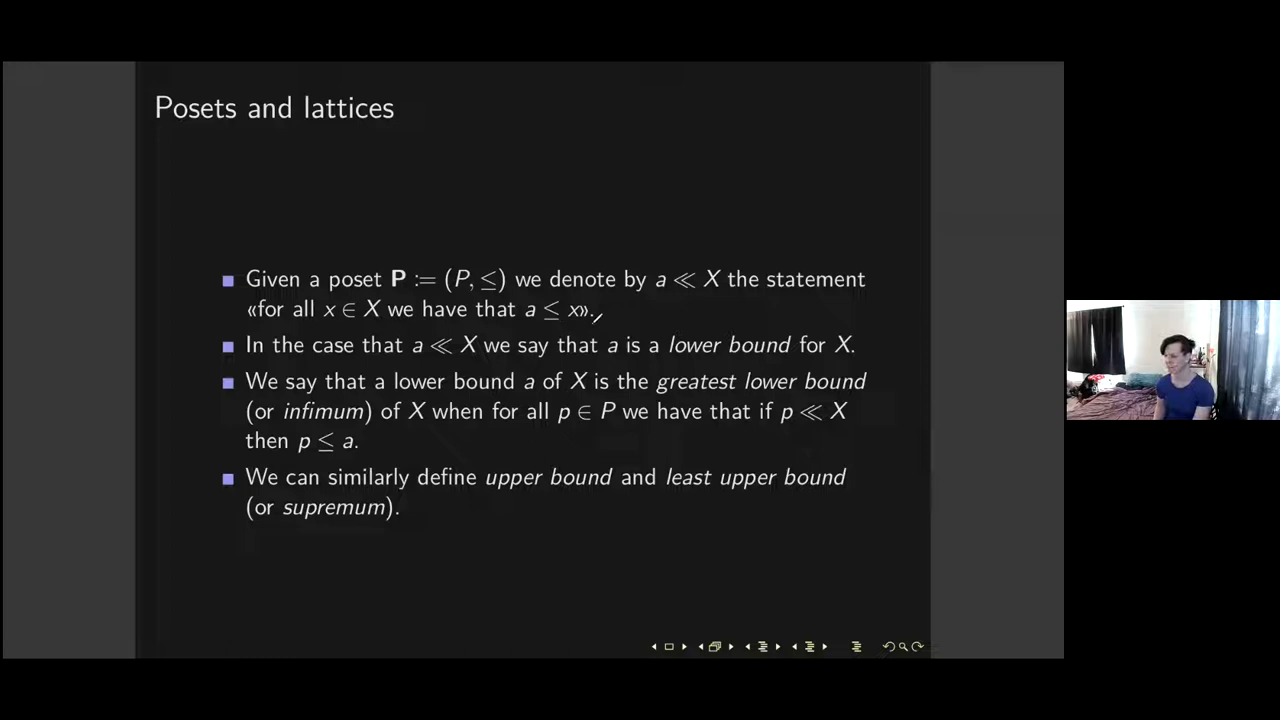 Posets and lattices
Given a poset P := (P, ≤) we denote by a ≪ X the statement
«for all x ∈ X we have that a ≤ x».
In the case that a ≪ X we say that a is a lower bound for X.
We say that a lower bound a of X is the greatest lower bound
(or infimum) of X when for all p ∈ P we have that if p ≪ X
then p ≤ a.
We can similarly define upper bound and least upper bound
(or supremum).